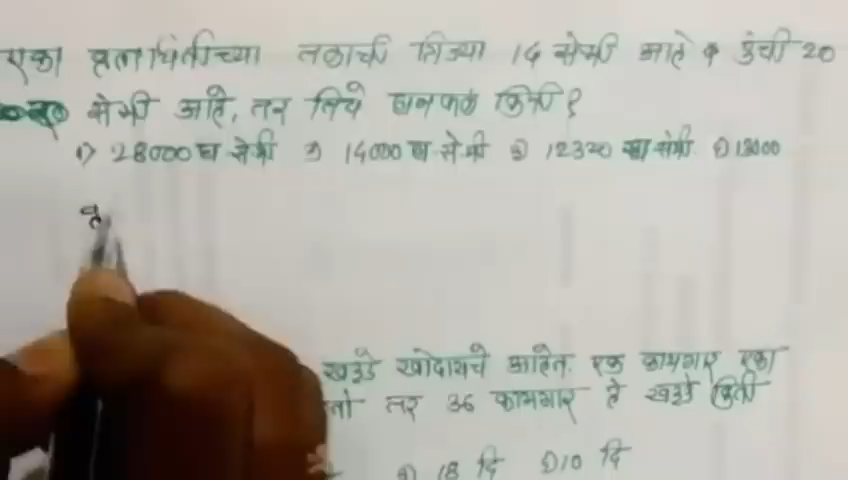 एका वृत्तचितीच्या तळाची त्रिज्या 14 सेमी आहे व उंची 20
सेमी आहे, तर तिचे घनफळ किती?
1) 28000 घ.सेमी 2) 14000 घ.सेमी 3) 12320 घ.सेमी 4) 13000
वृ
खड्डे खोदायचे आहेत. एक कामगार एका
तो तर 36 कामगार ते खड्डे किती
3) 18 दि 4) 10 दि